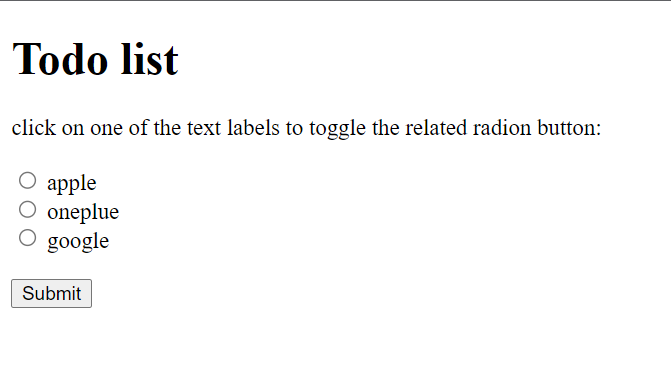 Todo list
click on one of the text labels to toggle the related radion button:
apple
oneplue
google
Submit